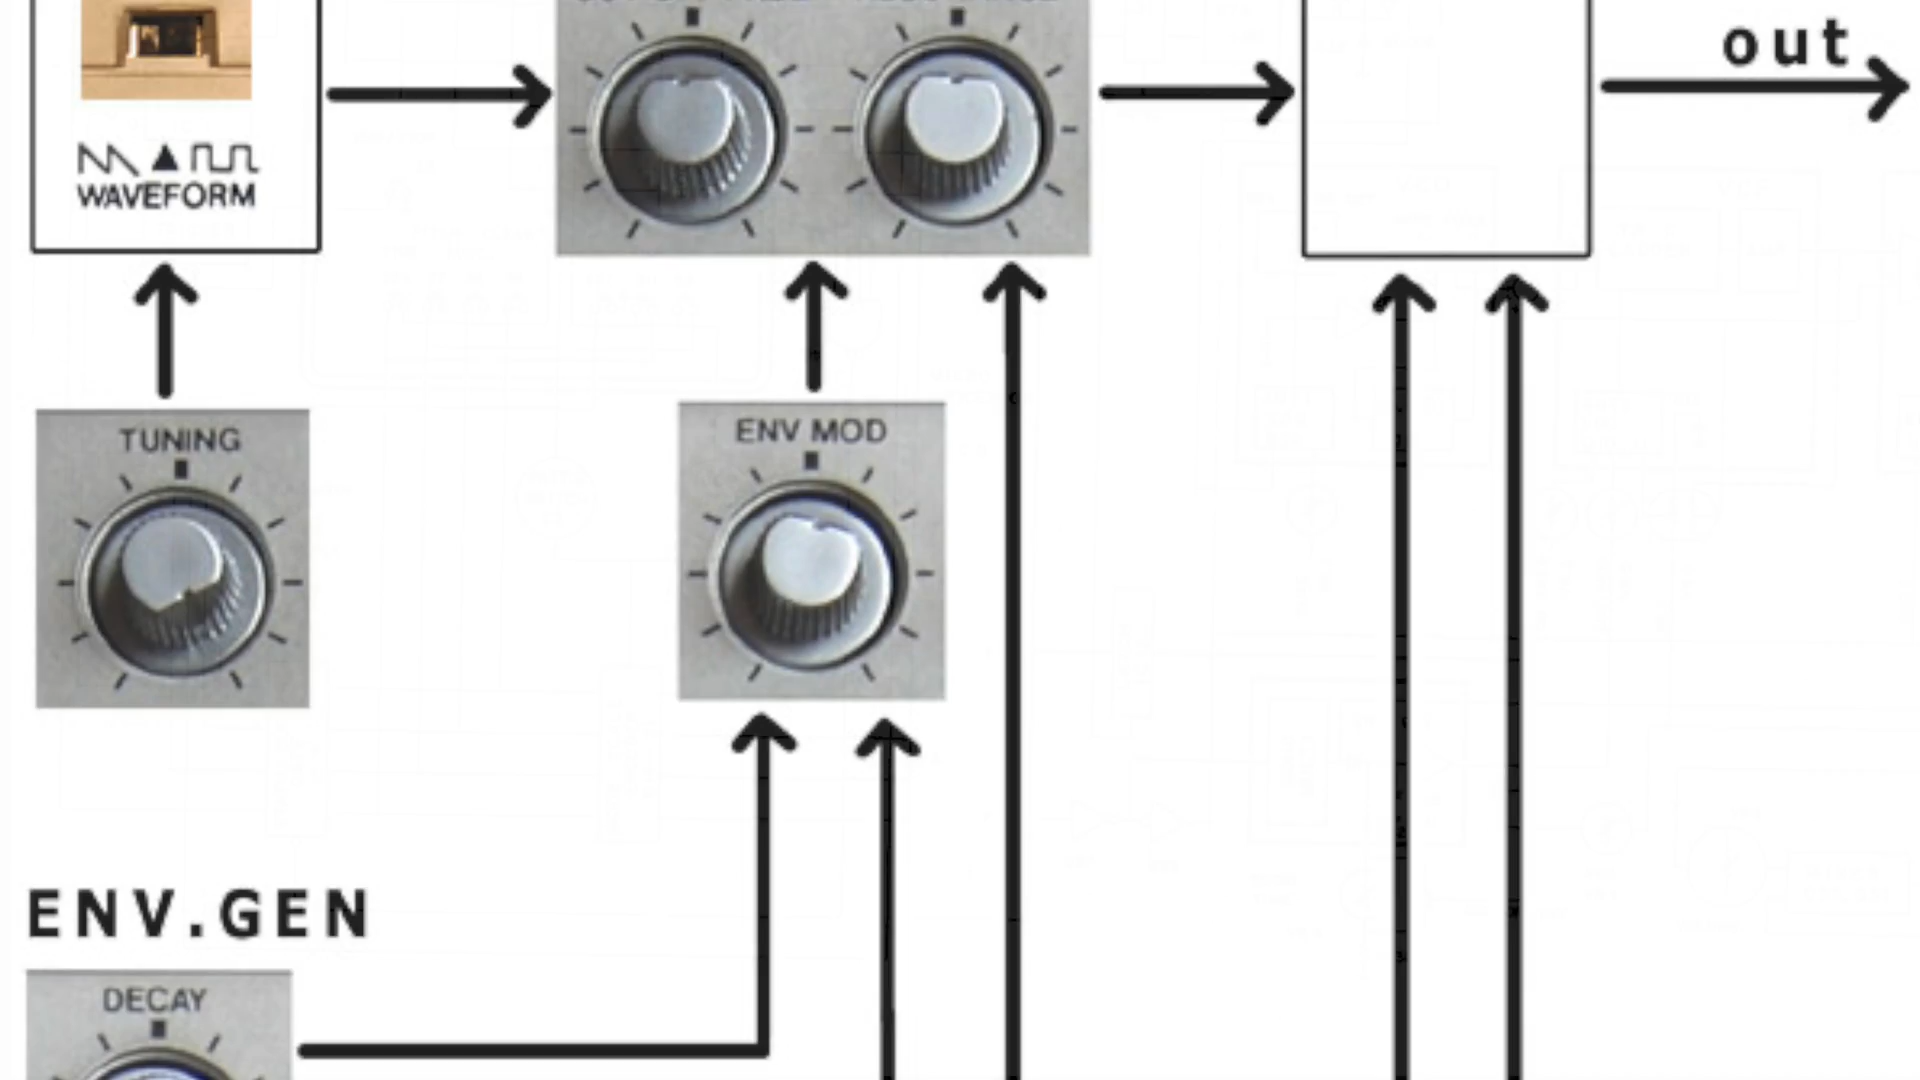 out
WAVEFORM
TUNING
ENV MOD
ENV.GEN
DECAY